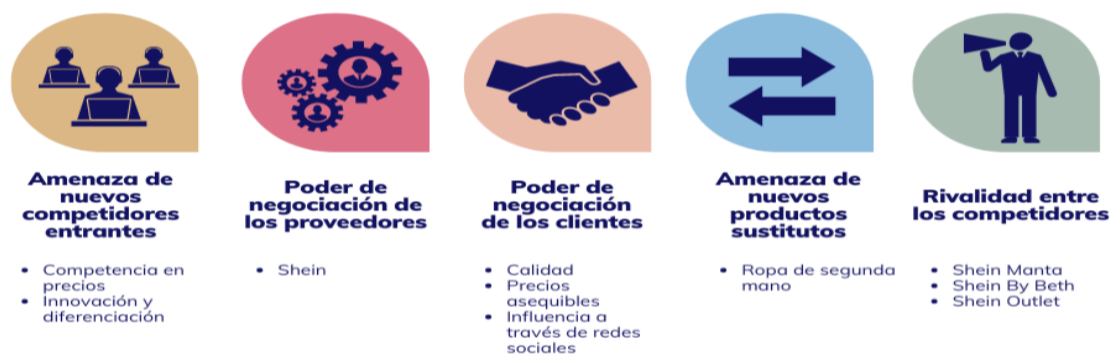 Amenaza de
nuevos
competidores
entrantes
• Competencia en
precios
• Innovación y
diferenciación
Poder de
negociación de
los proveedores
• Shein
Poder de
negociación
de los clientes
• Calidad
• Precios
asequibles
• Influencia a
través de redes
sociales
Amenaza de
nuevos
productos
sustitutos
• Ropa de segunda
mano
Rivalidad entre
los competidores
• Shein Manta
• Shein By Beth
• Shein Outlet